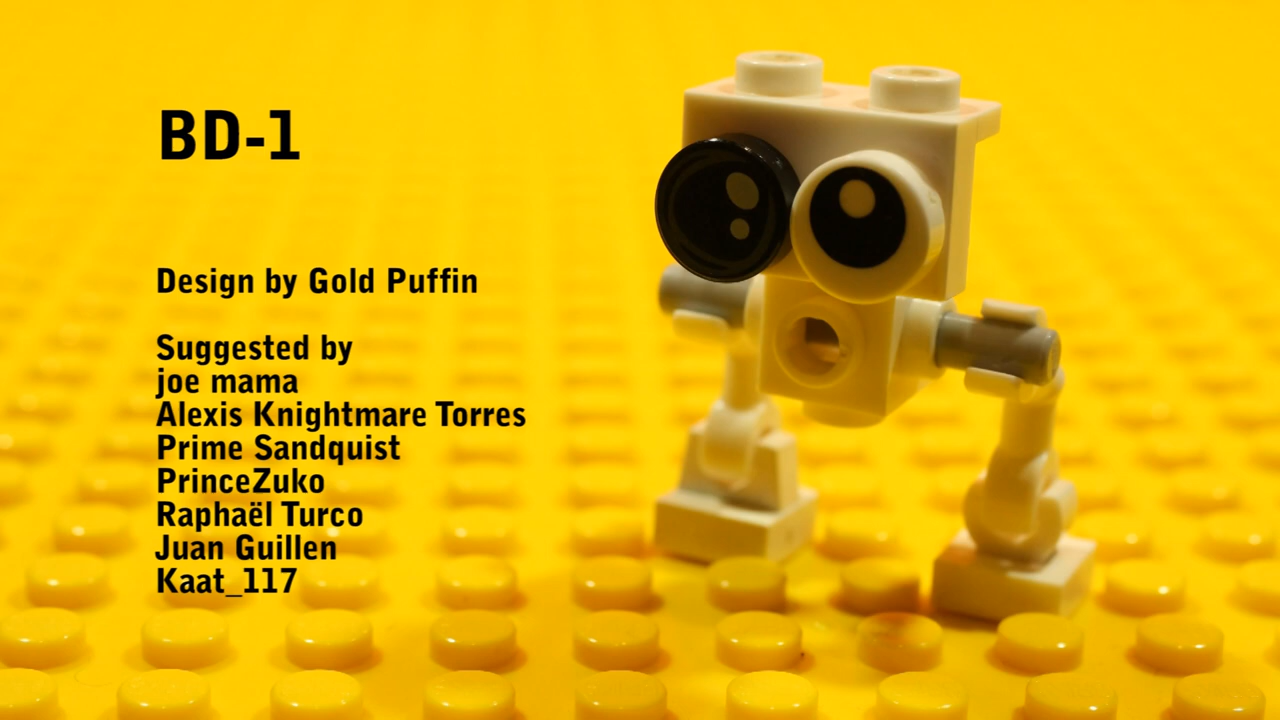 BD-1
Design by Gold Puffin
Suggested by
joe mama
Alexis Knightmare Torres
Prime Sandquist
PrinceZuko
Raphaël Turco
Juan Guillen
Kaat_117